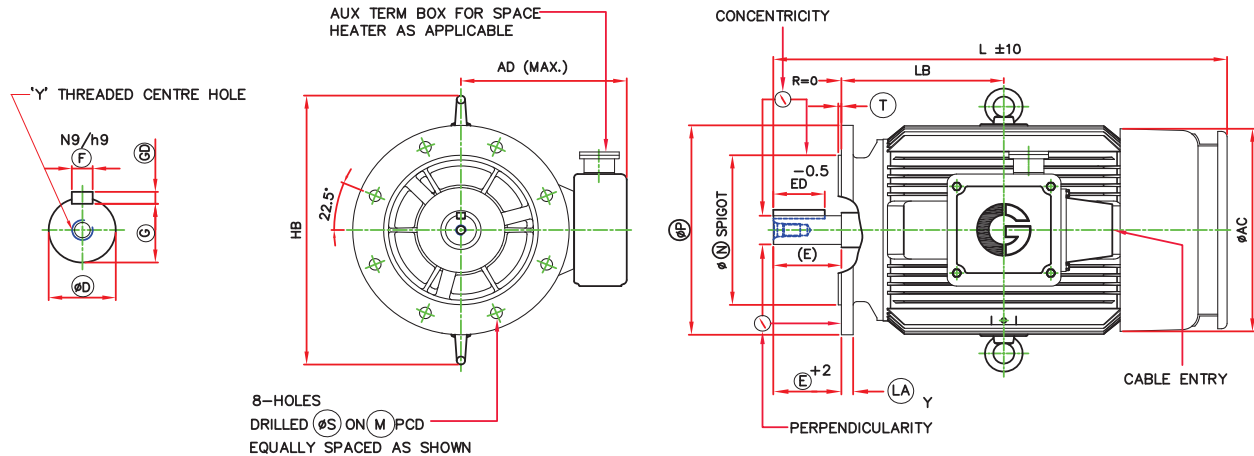 'Y' THREADED CENTRE HOLE
N9/h9
F
GD
G
øD
AUX TERM BOX FOR SPACE
HEATER AS APPLICABLE
AD (MAX.)
HB
22.5°
8-HOLES
DRILLED øS ON M PCD
EQUALLY SPACED AS SHOWN
CONCENTRICITY
L ±10
R=0
LB
T
-0.5
ED
øP
ø N SPIGOT
(E)
E +2
LA
Y
PERPENDICULARITY
G
øAC
CABLE ENTRY